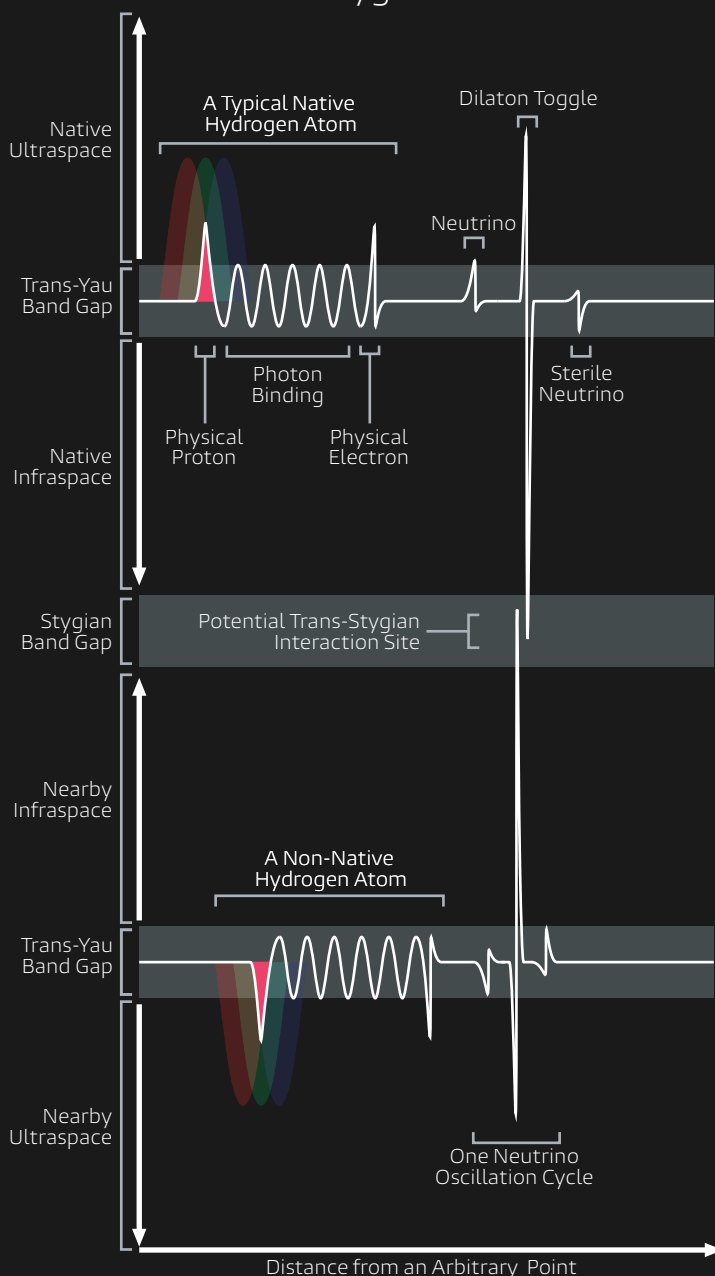 A Typical Native
Hydrogen Atom
Dilaton Toggle
Native
Ultraspace
Neutrino
Trans-Yau
Band Gap
Photon
Binding
Sterile
Neutrino
Physical
Proton
Physical
Electron
Native
Infraspace
Stygian
Band Gap
Potential Trans-Stygian
Interaction Site
Nearby
Infraspace
A Non-Native
Hydrogen Atom
Trans-Yau
Band Gap
Nearby
Ultraspace
One Neutrino
Oscillation Cycle
Distance from an Arbitrary Point